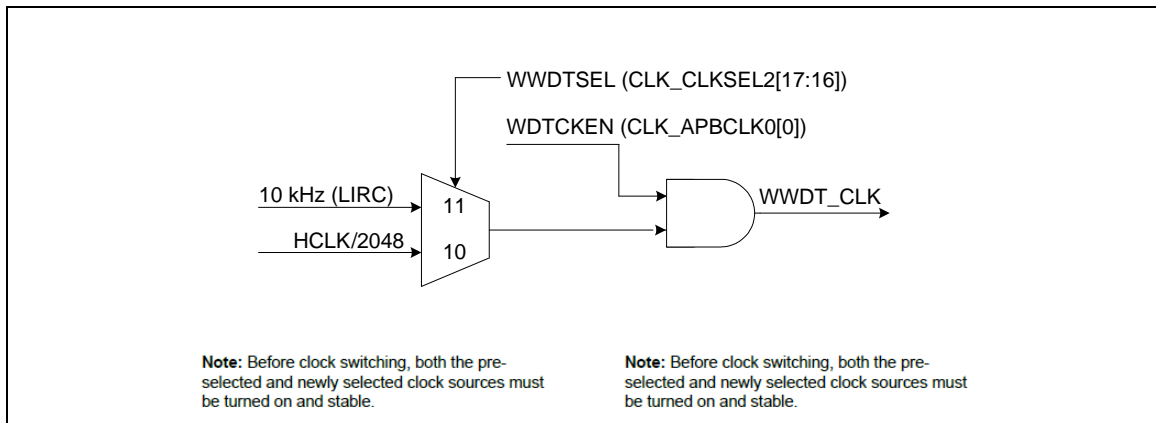 WWDTSEL (CLK_CLKSEL2[17:16])
WDTCKEN (CLK_APBCLK0[0])
10 kHz (LIRC)
11
WWDT_CLK
HCLK/2048
10
Note: Before clock switching, both the pre-
selected and newly selected clock sources must
be turned on and stable.
Note: Before clock switching, both the pre-
selected and newly selected clock sources must
be turned on and stable.